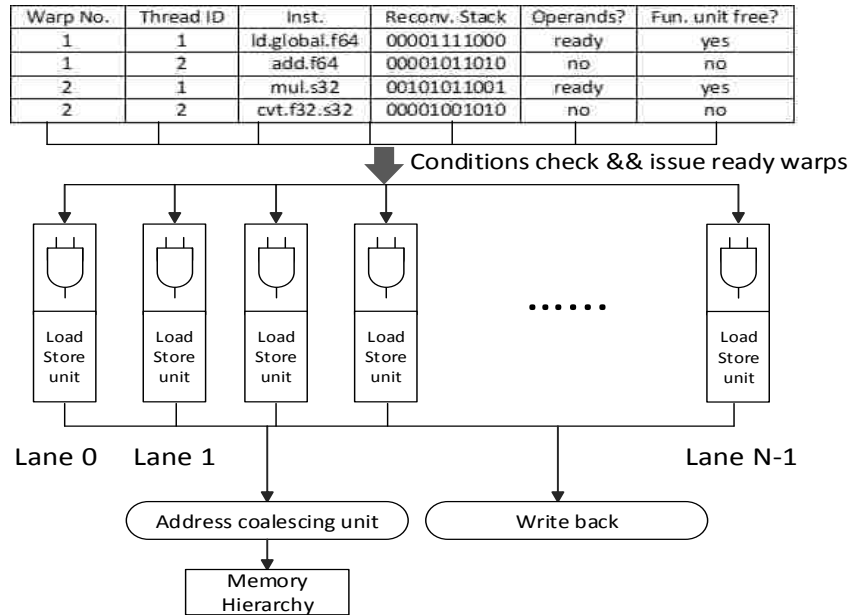 Warp No. Thread ID Inst. Reconv. Stack Operands? Fun. unit free?
1 1 ld.global.f64 00001111000 ready yes
1 2 add.f64 00001011010 no no
2 1 mul.s32 00101011001 ready yes
2 2 cvt.f32.s32 00001001010 no no
Conditions check && issue ready warps
Load Store unit
Load Store unit
Load Store unit
Load Store unit
......
Load Store unit
Lane 0 Lane 1 Lane N-1
Address coalescing unit Write back
Memory
Hierarchy